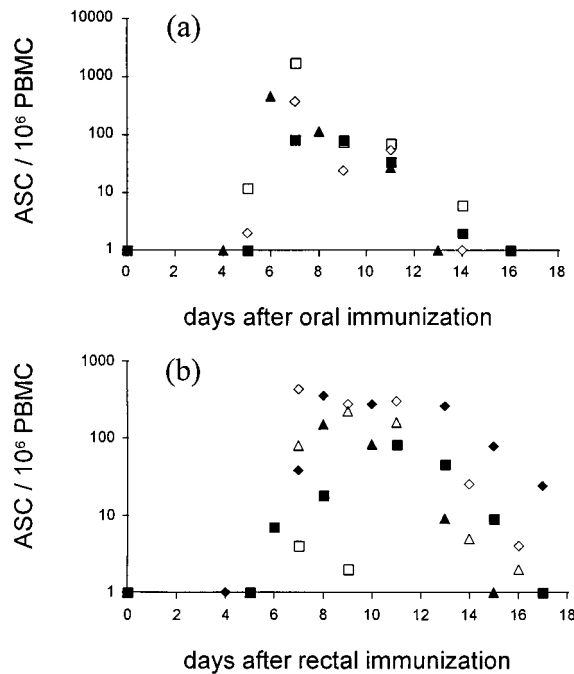 (a)
ASC / 10⁶ PBMC
10000
1000
100
10
1
0 2 4 6 8 10 12 14 16 18
days after oral immunization
(b)
ASC / 10⁶ PBMC
1000
100
10
1
0 2 4 6 8 10 12 14 16 18
days after rectal immunization